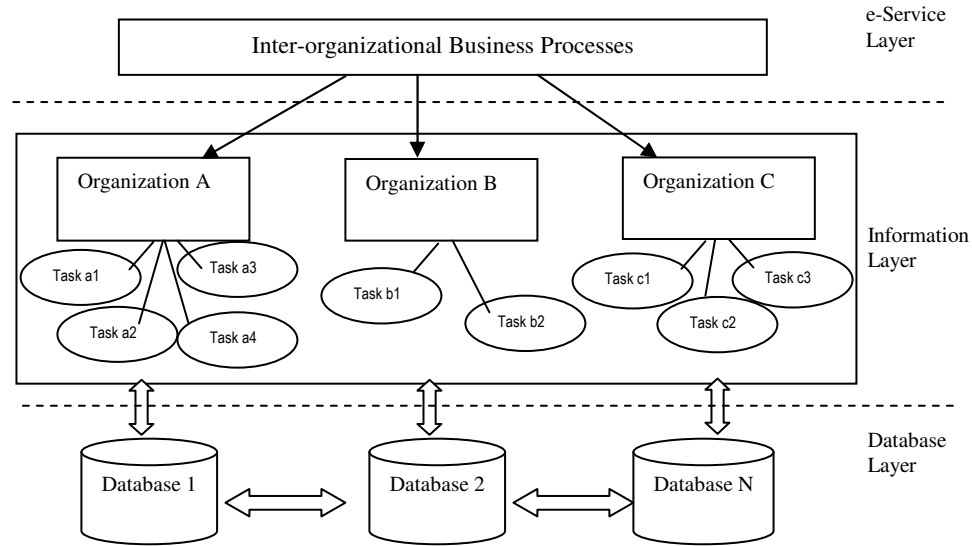 e-Service
Layer
Inter-organizational Business Processes
Organization A
Organization B
Organization C
Information
Layer
Task a1
Task a3
Task a2
Task a4
Task b1
Task b2
Task c1
Task c3
Task c2
Database
Layer
Database 1
Database 2
Database N